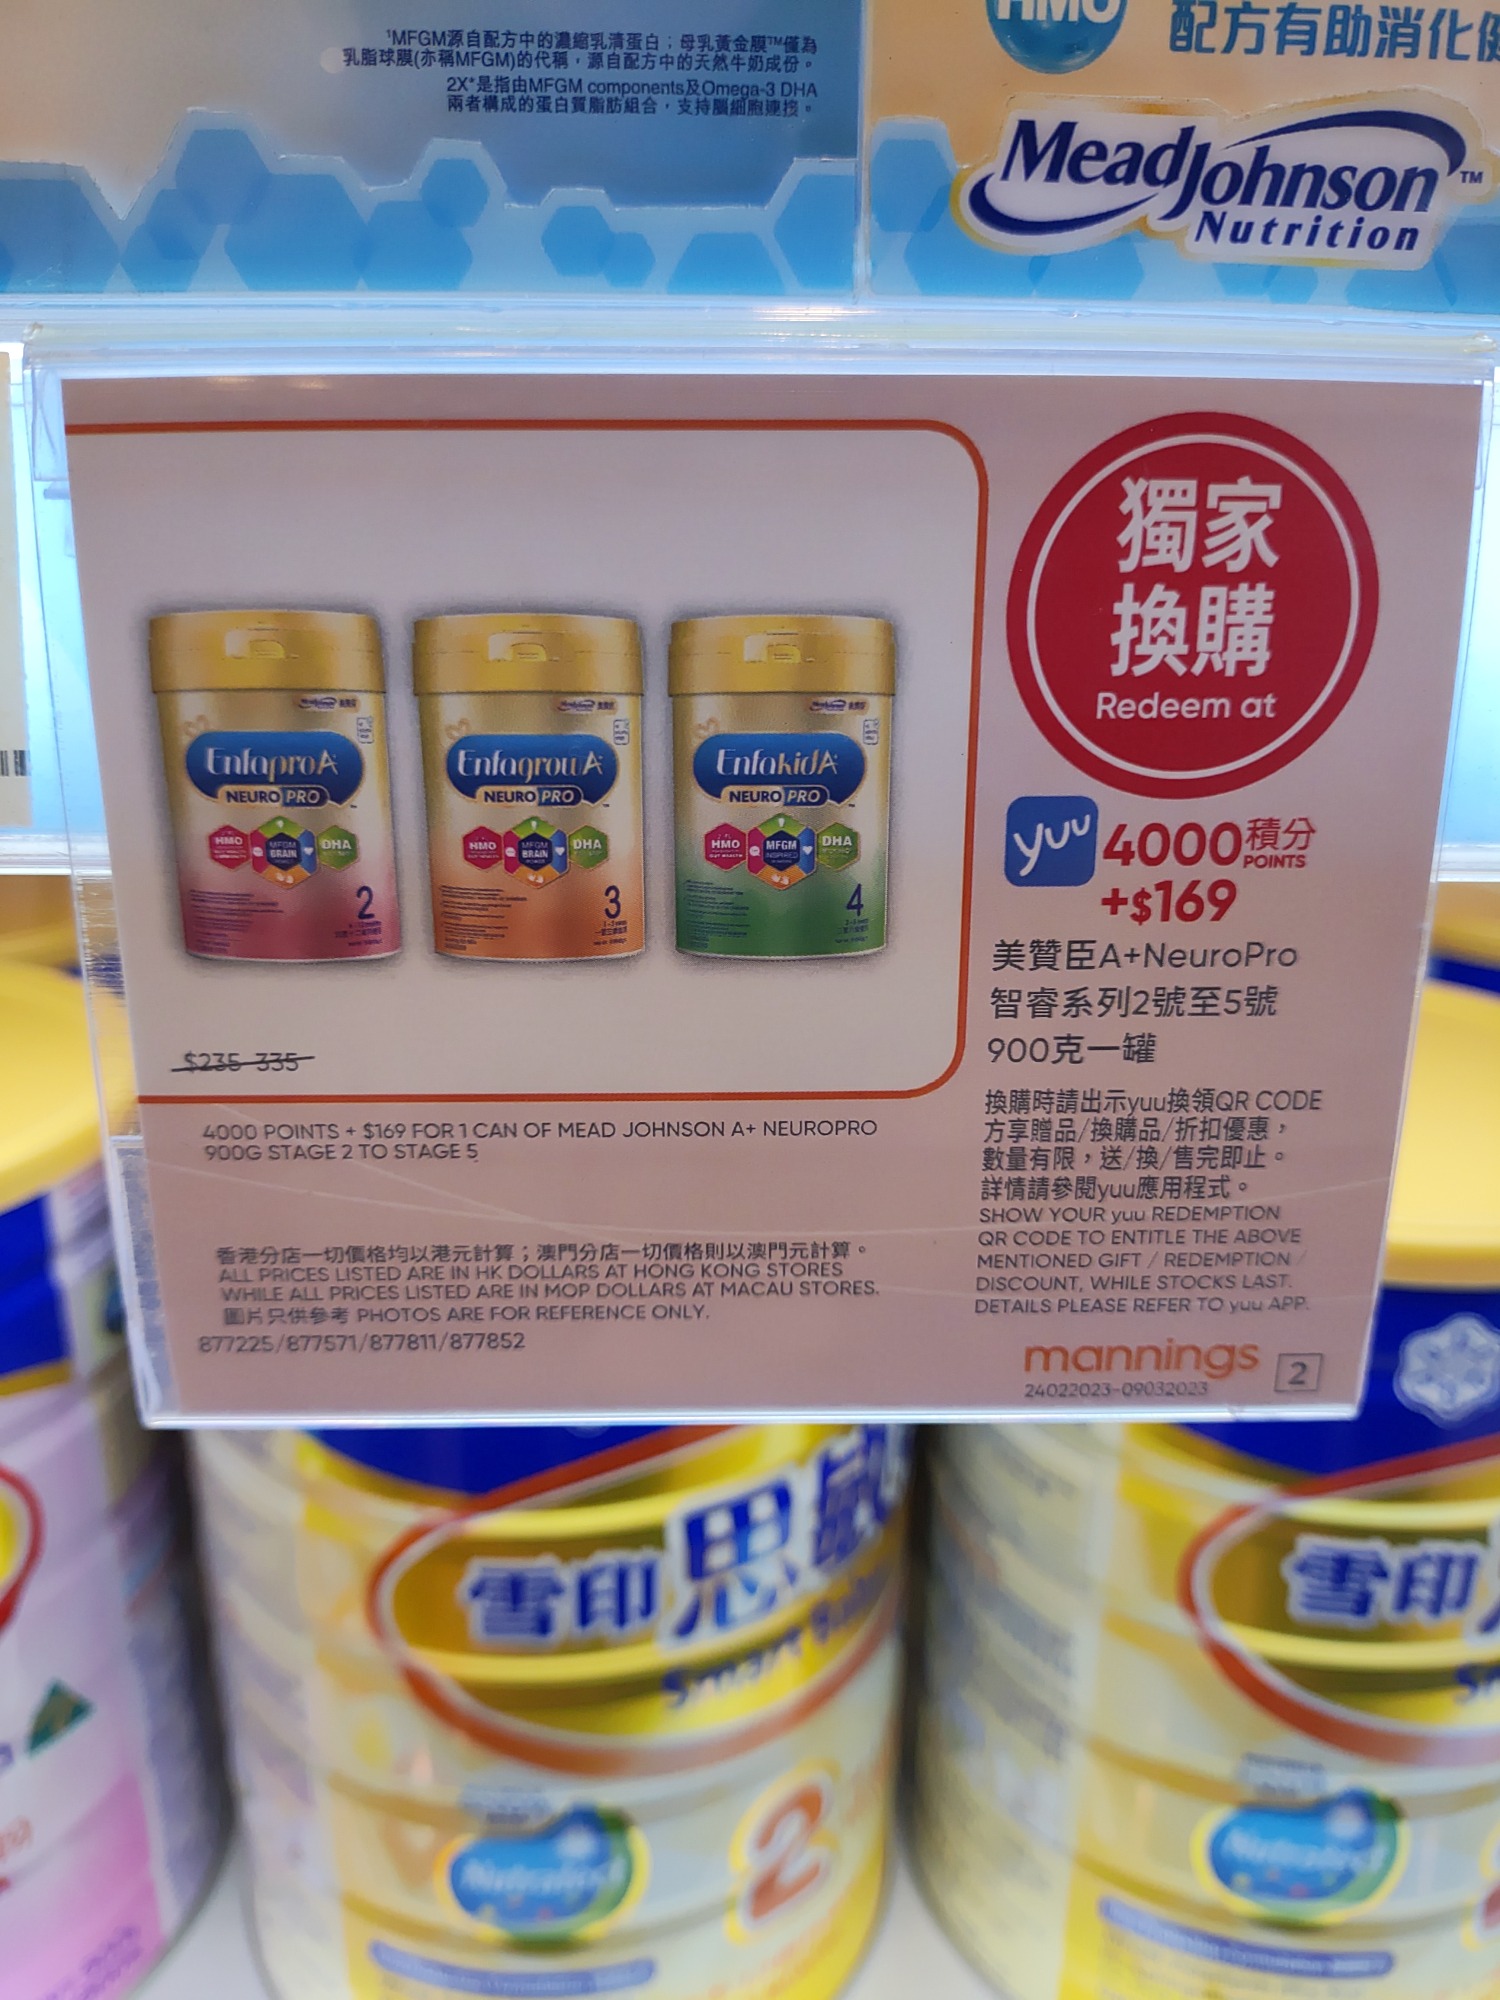 ¹MFGM源自配方中的濃縮乳清蛋白；母乳黃金膜™僅為
乳脂球膜(亦稱MFGM)的代稱，源自配方中的天然牛奶成份。
2X*是指由MFGM components及Omega-3 DHA
兩者構成的蛋白質脂肪組合，支持腦細胞連接。
HMO
配方有助消化
MeadJohnson™
Nutrition
獨家
換購
Redeem at
yuu 4000積分
POINTS
+$169
美贊臣A+NeuroPro
智睿系列2號至5號
900克一罐
換購時請出示yuu換領QR CODE
方享贈品/換購品/折扣優惠，
數量有限，送/換/售完即止。
詳情請參閱yuu應用程式。
SHOW YOUR yuu REDEMPTION
QR CODE TO ENTITLE THE ABOVE
MENTIONED GIFT / REDEMPTION /
DISCOUNT, WHILE STOCKS LAST.
DETAILS PLEASE REFER TO yuu APP.
mannings 2
24022023-09032023
EnfaproA+
NEURO PRO
HMO
MFGM
BRAIN
DHA
2
EnfagrowA+
NEURO PRO
HMO
MFGM
BRAIN
DHA
3
EnfakidA+
NEURO PRO
HMO
MFGM
INSPIRED
DHA
4
$235-335
4000 POINTS + $169 FOR 1 CAN OF MEAD JOHNSON A+ NEUROPRO
900G STAGE 2 TO STAGE 5
香港分店一切價格均以港元計算；澳門分店一切價格則以澳門元計算。
ALL PRICES LISTED ARE IN HK DOLLARS AT HONG KONG STORES
WHILE ALL PRICES LISTED ARE IN MOP DOLLARS AT MACAU STORES.
圖片只供參考 PHOTOS ARE FOR REFERENCE ONLY.
877225/877571/877811/877852
雪印思
Smart
2
雪印